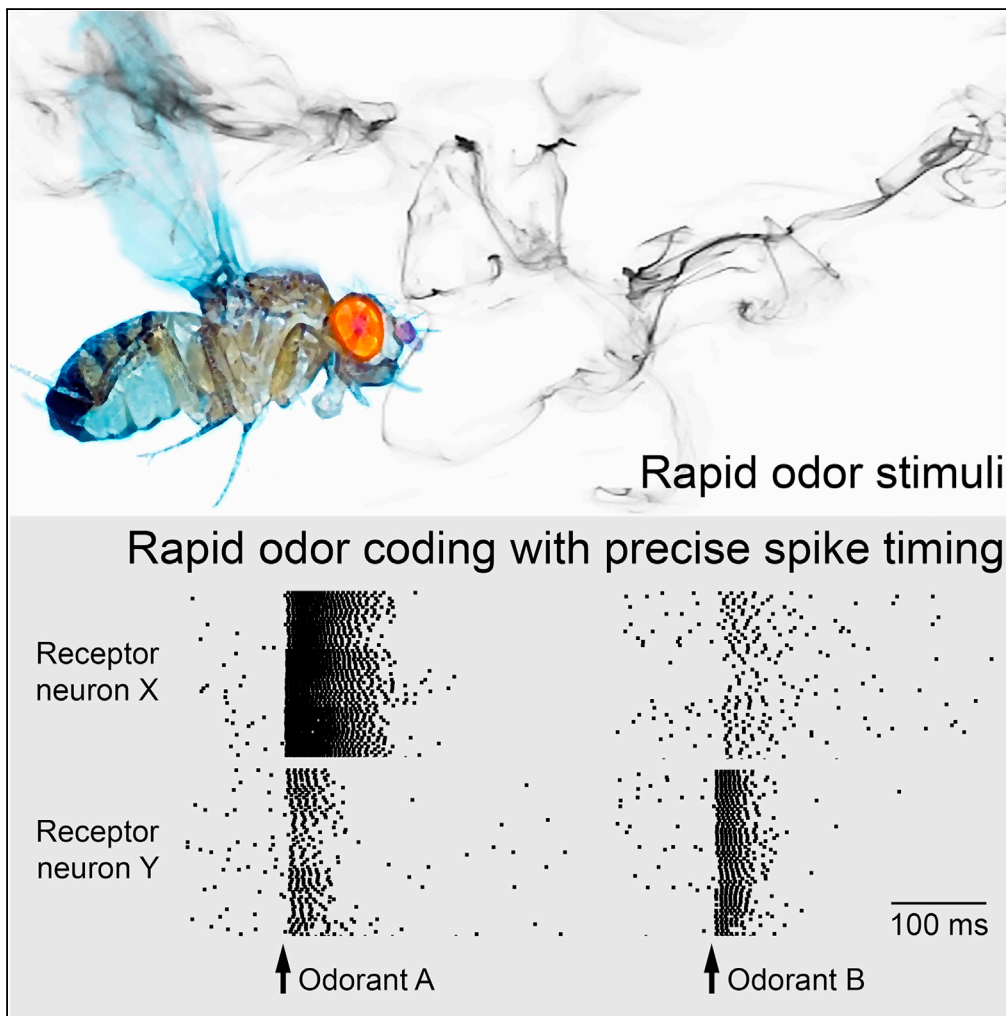 Rapid odor stimuli
Rapid odor coding with precise spike timing
Receptor
neuron X
Receptor
neuron Y
100 ms
Odorant A
Odorant B